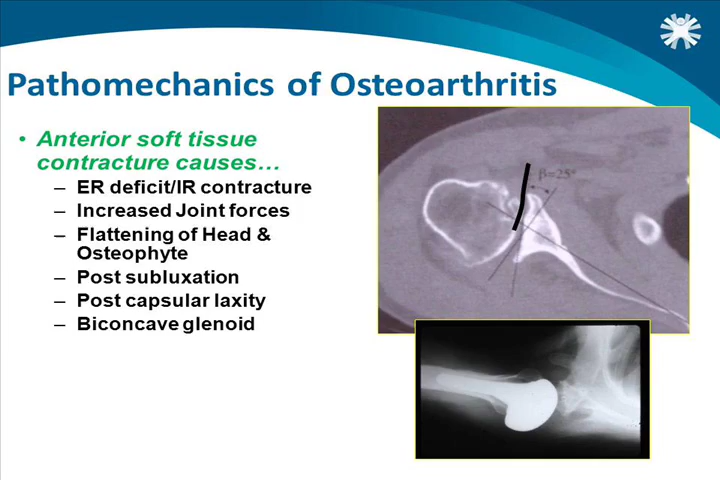 Pathomechanics of Osteoarthritis
• Anterior soft tissue
contracture causes…
– ER deficit/IR contracture
– Increased Joint forces
– Flattening of Head &
Osteophyte
– Post subluxation
– Post capsular laxity
– Biconcave glenoid
β=25°